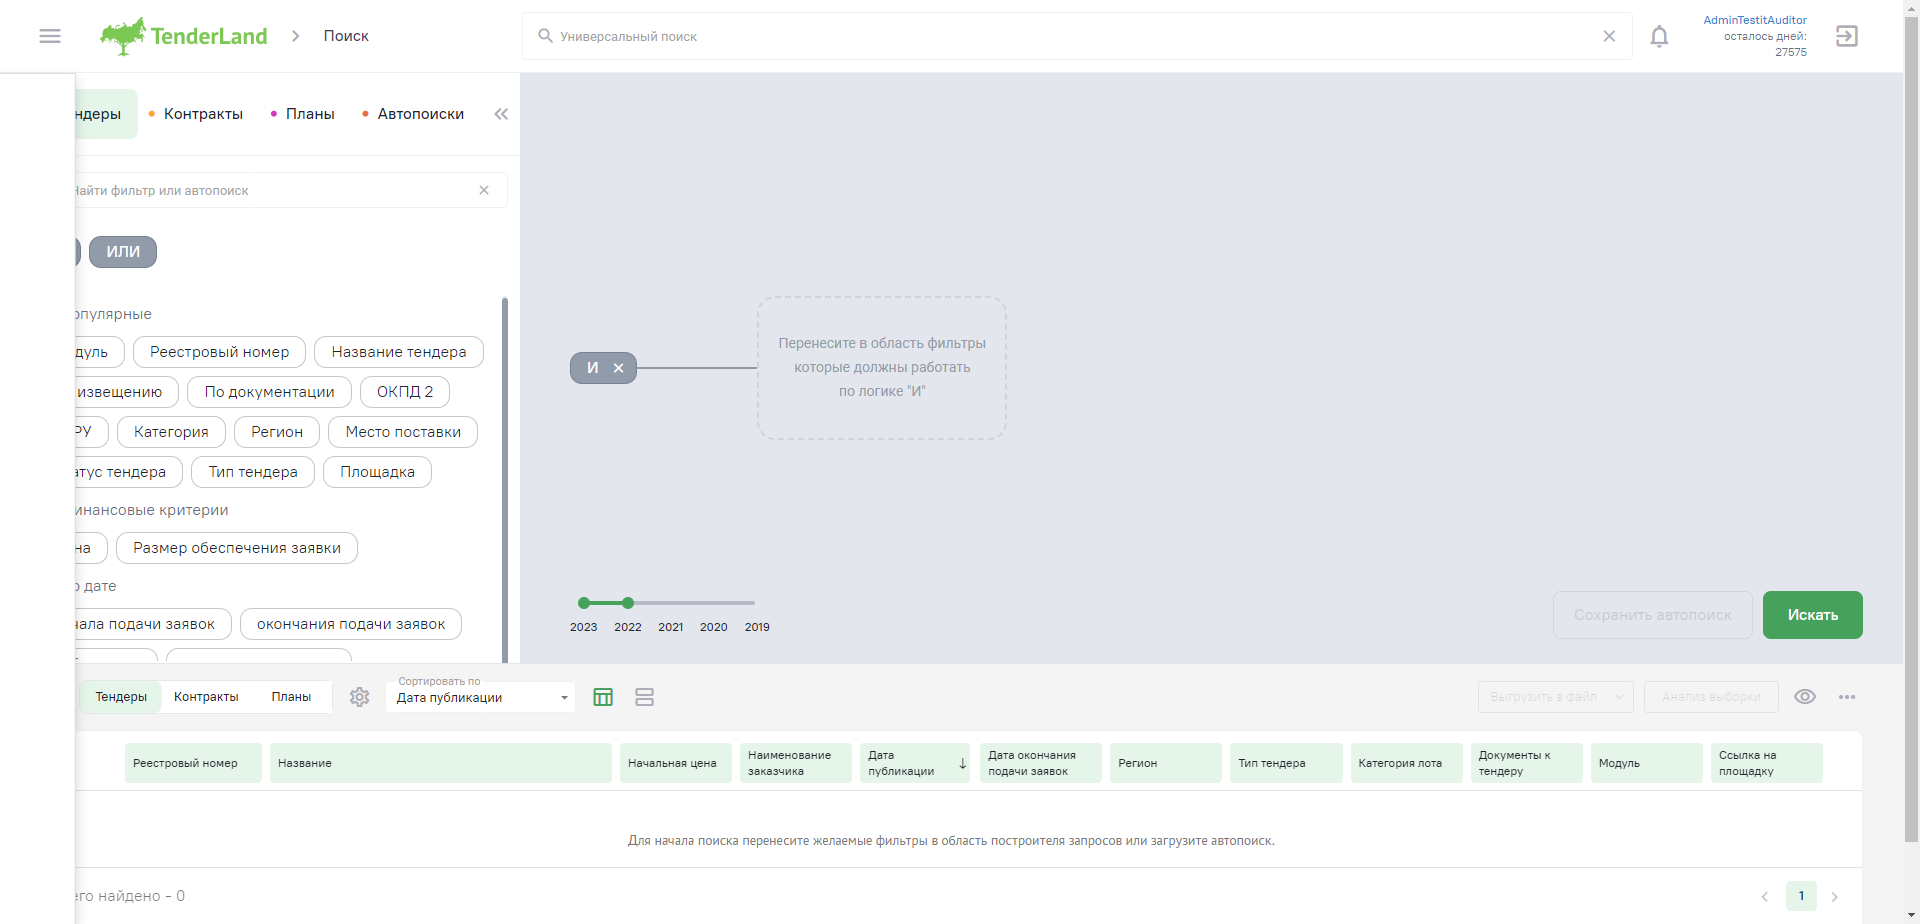 TenderLand
Поиск
Универсальный поиск
AdminTestitAuditor
осталось дней:
27575
ндеры
Контракты
Планы
Автопоиски
Найти фильтр или автопоиск
ИЛИ
опулярные
дуль
Реестровый номер
Название тендера
извещению
По документации
ОКПД 2
РУ
Категория
Регион
Место поставки
атус тендера
Тип тендера
Площадка
инансовые критерии
на
Размер обеспечения заявки
о дате
чала подачи заявок
окончания подачи заявок
И
Перенесите в область фильтры
которые должны работать
по логике "И"
2023
2022
2021
2020
2019
Сохранить автопоиск
Искать
Тендеры
Контракты
Планы
Сортировать по
Дата публикации
Выгрузить в файл
Анализ выборки
Реестровый номер
Название
Начальная цена
Наименование
заказчика
Дата
публикации
Дата окончания
подачи заявок
Регион
Тип тендера
Категория лота
Документы к
тендеру
Модуль
Ссылка на
площадку
Для начала поиска перенесите желаемые фильтры в область построителя запросов или загрузите автопоиск.
его найдено - 0
1